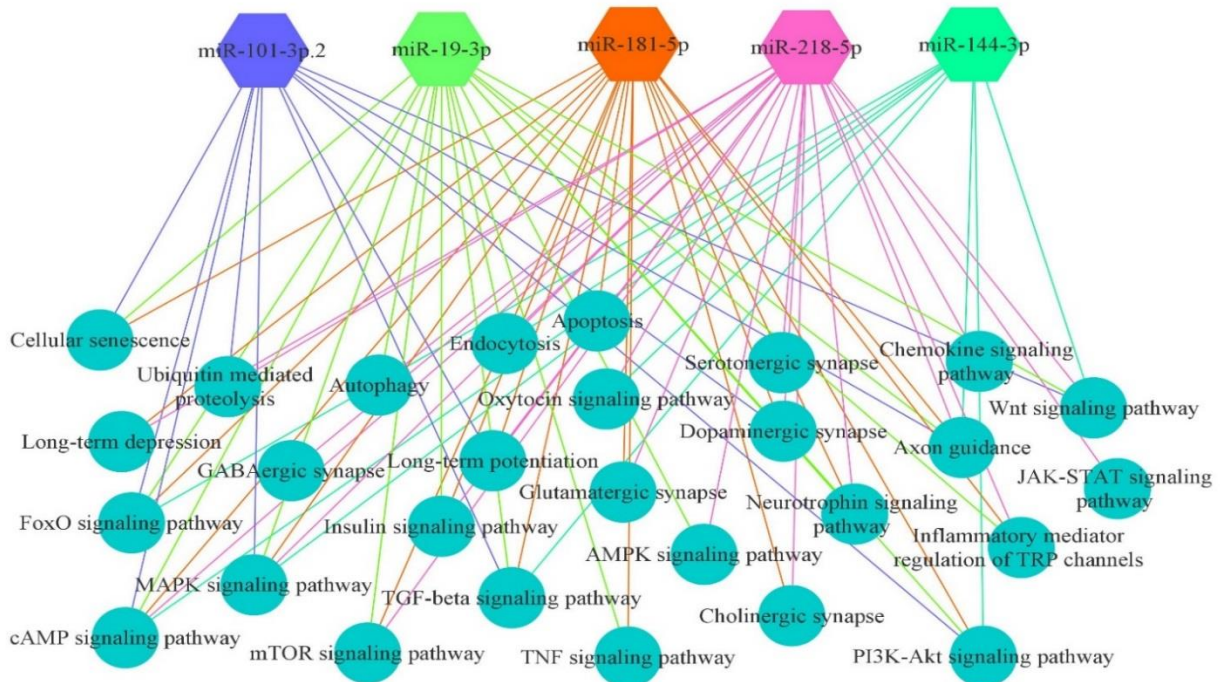 miR-101-3p.2
miR-19-3p
miR-181-5p
miR-218-5p
miR-144-3p
Cellular senescence
Ubiquitin mediated
proteolysis
Autophagy
Endocytosis
Apoptosis
Oxytocin signaling pathway
Serotonergic synapse
Chemokine signaling
pathway
Wnt signaling pathway
Long-term depression
GABAergic synapse
Long-term potentiation
Glutamatergic synapse
Dopaminergic synapse
Axon guidance
JAK-STAT signaling
pathway
FoxO signaling pathway
Insulin signaling pathway
Neurotrophin signaling
pathway
Inflammatory mediator
regulation of TRP channels
MAPK signaling pathway
TGF-beta signaling pathway
AMPK signaling pathway
Cholinergic synapse
cAMP signaling pathway
mTOR signaling pathway
TNF signaling pathway
PI3K-Akt signaling pathway